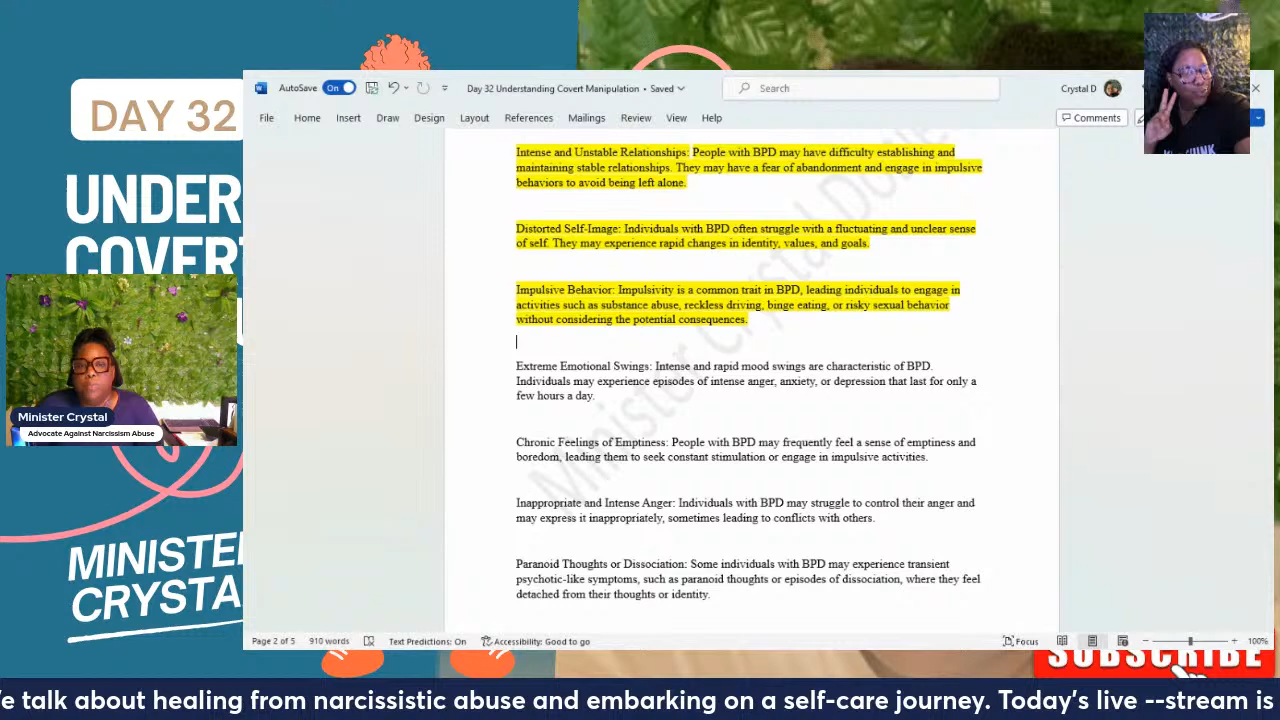 DAY 32
UNDER
COVER
MINISTER
CRYSTA
Minister Crystal
Advocate Against Narcissism Abuse
AutoSave On Day 32 Understanding Covert Manipulation • Saved Search Crystal D
File Home Insert Draw Design Layout References Mailings Review View Help Comments
Intense and Unstable Relationships: People with BPD may have difficulty establishing and
maintaining stable relationships. They may have a fear of abandonment and engage in impulsive
behaviors to avoid being left alone.
Distorted Self-Image: Individuals with BPD often struggle with a fluctuating and unclear sense
of self. They may experience rapid changes in identity, values, and goals.
Impulsive Behavior: Impulsivity is a common trait in BPD, leading individuals to engage in
activities such as substance abuse, reckless driving, binge eating, or risky sexual behavior
without considering the potential consequences.
Extreme Emotional Swings: Intense and rapid mood swings are characteristic of BPD.
Individuals may experience episodes of intense anger, anxiety, or depression that last for only a
few hours a day.
Chronic Feelings of Emptiness: People with BPD may frequently feel a sense of emptiness and
boredom, leading them to seek constant stimulation or engage in impulsive activities.
Inappropriate and Intense Anger: Individuals with BPD may struggle to control their anger and
may express it inappropriately, sometimes leading to conflicts with others.
Paranoid Thoughts or Dissociation: Some individuals with BPD may experience transient
psychotic-like symptoms, such as paranoid thoughts or episodes of dissociation, where they feel
detached from their thoughts or identity.
Minister Crystal
Page 2 of 5 910 words Text Predictions: On Accessibility: Good to go Focus 100%
SUBSCRIBE
talk about healing from narcissistic abuse and embarking on a self-care journey. Today's live --stream is